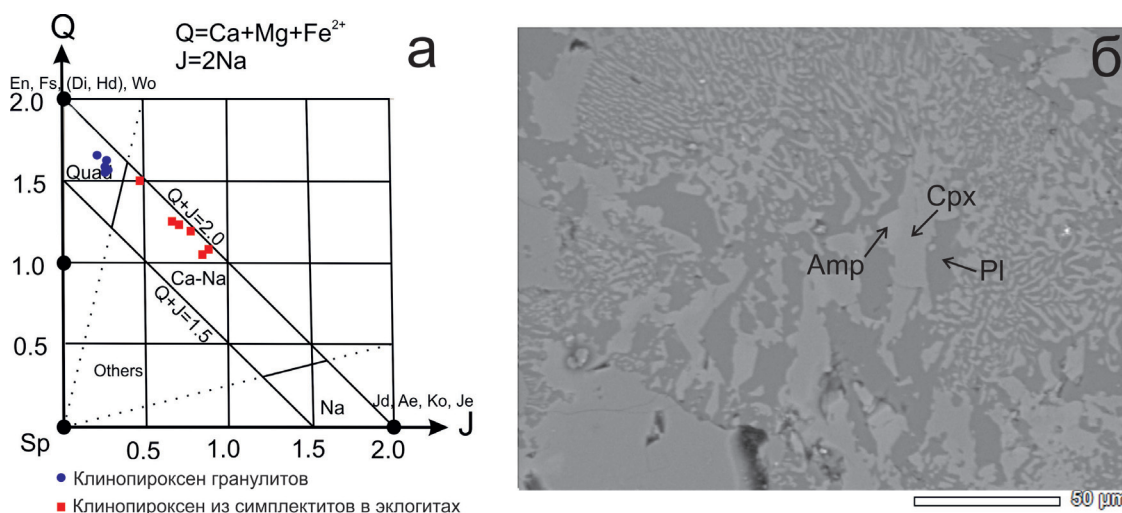 Q
Q=Ca+Mg+Fe²⁺
J=2Na
а
En, Fs, (Di, Hd), Wo
2.0
Quad
1.5
Q+J=2.0
1.0
Ca-Na
Q+J=1.5
0.5
Others
Na
Jd, Ae, Ko, Je
Sp
0.5
1.0
1.5
2.0
J
Клинопироксен гранулитов
Клинопироксен из симплектитов в эклогитах
б
Cpx
Amp
Pl
50 µm